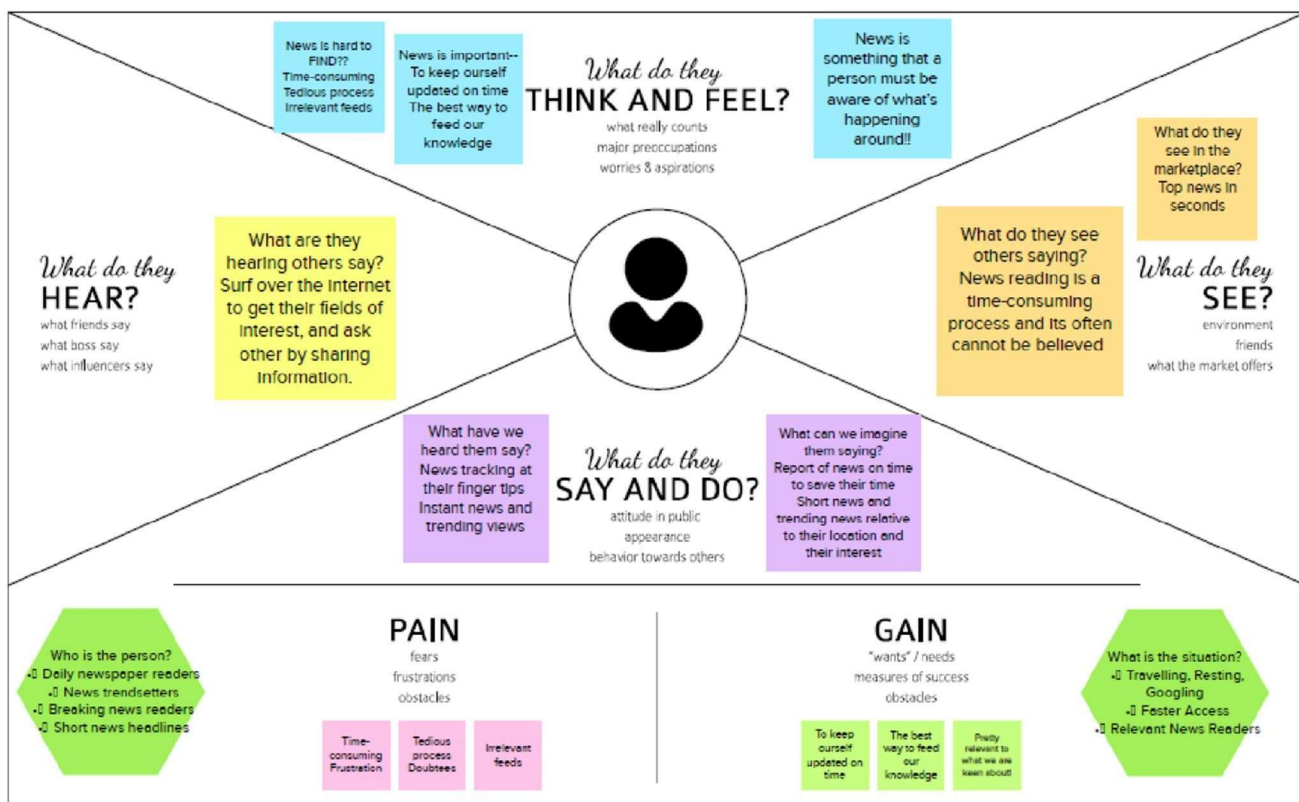 News is hard to
FIND??
Time-consuming
Tedious process
Irrelevant feeds
News is important--
To keep ourself
updated on time
The best way to
feed our
knowledge
What do they
THINK AND FEEL?
what really counts
major preoccupations
worries & aspirations
News is
something that a
person must be
aware of what's
happening
around!!
What do they
HEAR?
what friends say
what boss say
what influencers say
What are they
hearing others say?
Surf over the internet
to get their fields of
interest, and ask
other by sharing
information.
What do they see
others saying?
News reading is a
time-consuming
process and its often
cannot be believed
What do they
see in the
marketplace?
Top news in
seconds
What do they
SEE?
environment
friends
what the market offers
What have we
heard them say?
News tracking at
their finger tips
Instant news and
trending views
What do they
SAY AND DO?
attitude in public
appearance
behavior towards others
What can we imagine
them saying?
Report of news on time
to save their time
Short news and
trending news relative
to their location and
their interest
Who is the person?
Daily newspaper readers
News trendsetters
Breaking news readers
Short news headlines
PAIN
fears
frustrations
obstacles
Time-
consuming
Frustration
Tedious
process
Doubtees
Irrelevant
feeds
GAIN
"wants" / needs
measures of success
obstacles
To keep
ourself
updated on
time
The best
way to feed
our
knowledge
Pretty
relevant to
what we are
keen about!
What is the situation?
Travelling, Resting,
Googling
Faster Access
Relevant News Readers